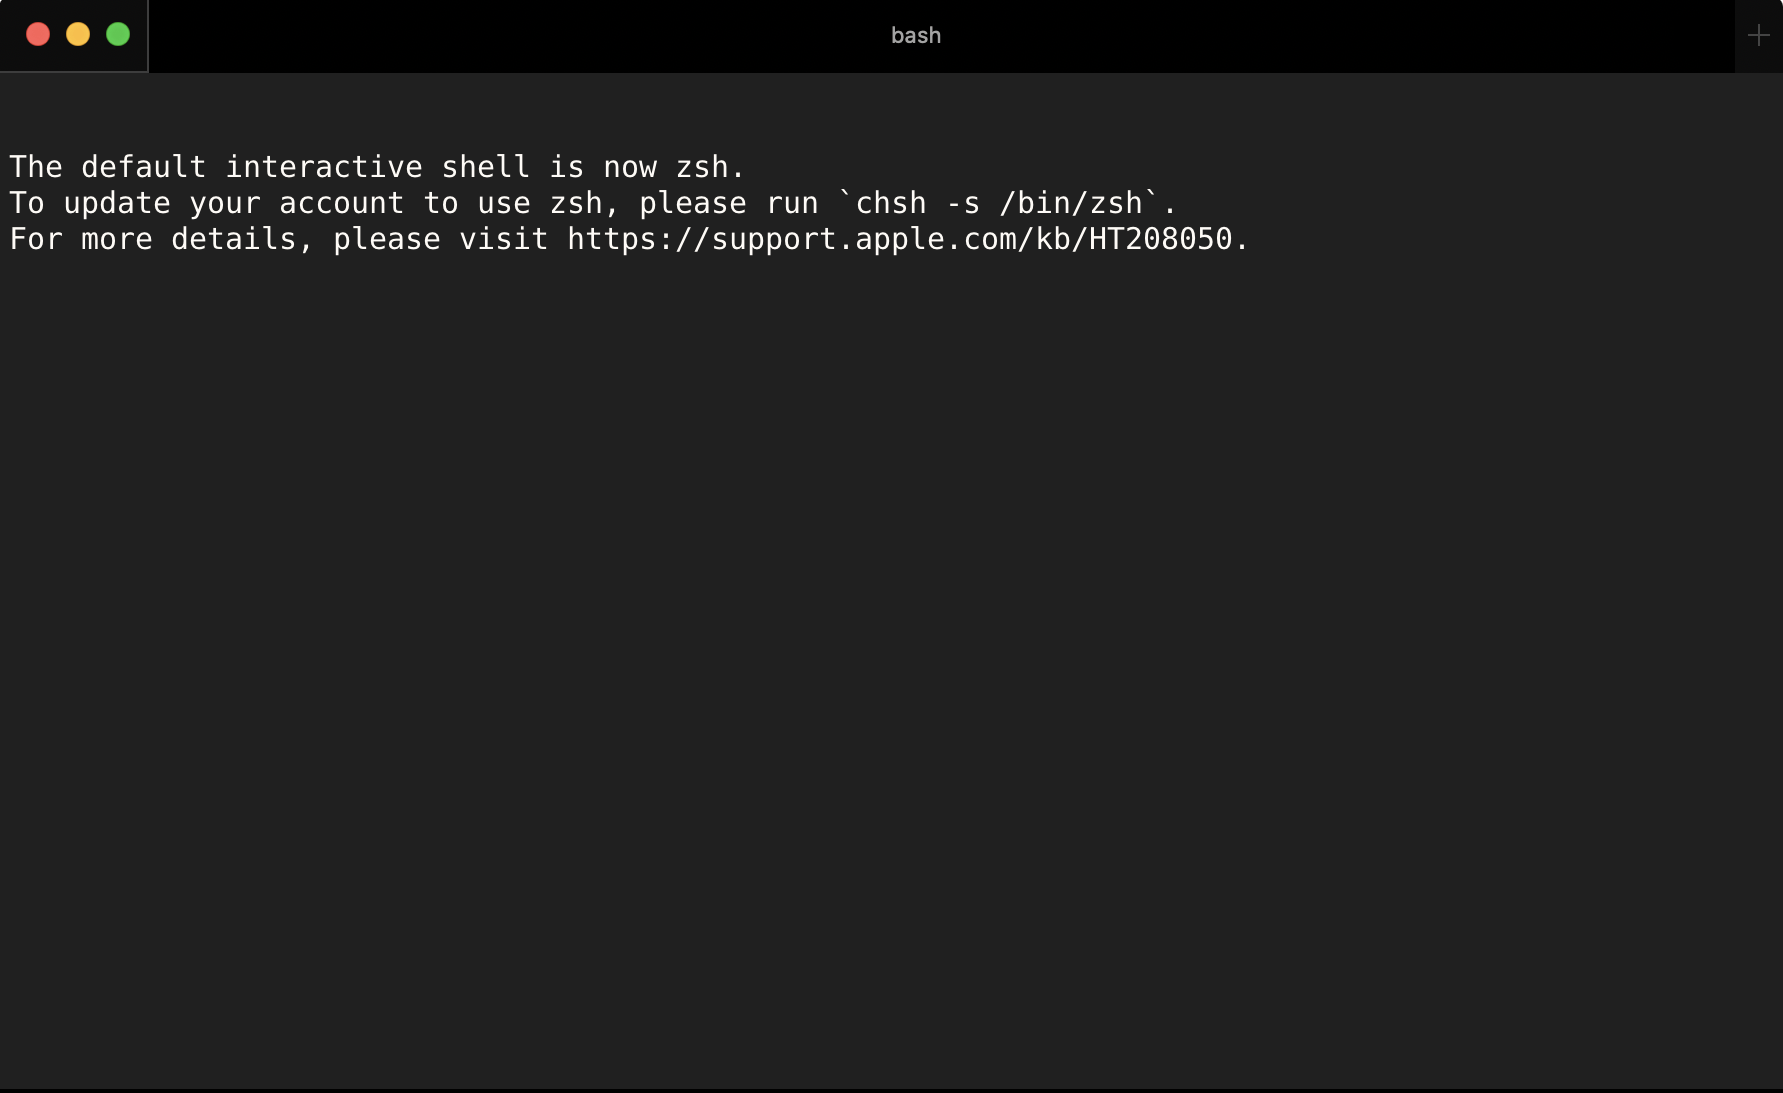 bash
The default interactive shell is now zsh.
To update your account to use zsh, please run `chsh -s /bin/zsh`.
For more details, please visit https://support.apple.com/kb/HT208050.